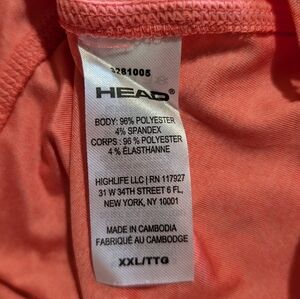 3281005
HEAD
BODY: 96% POLYESTER
4% SPANDEX
CORPS : 96 % POLYESTER
4 % ÉLASTHANNE
HIGHLIFE LLC | RN 117927
31 W 34TH STREET 6 FL,
NEW YORK, NY 10001
MADE IN CAMBODIA
FABRIQUÉ AU CAMBODGE
XXL/TTG